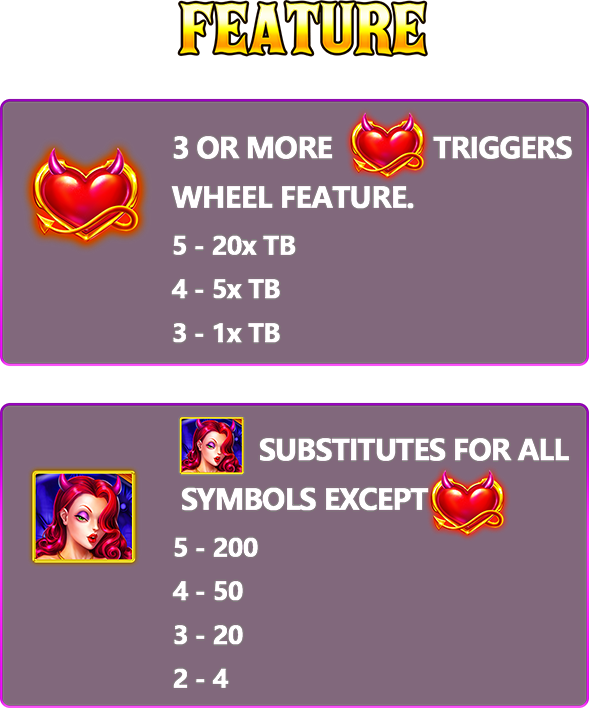 FEATURE
3 OR MORE TRIGGERS
WHEEL FEATURE.
5 - 20x TB
4 - 5x TB
3 - 1x TB
SUBSTITUTES FOR ALL
SYMBOLS EXCEPT
5 - 200
4 - 50
3 - 20
2 - 4